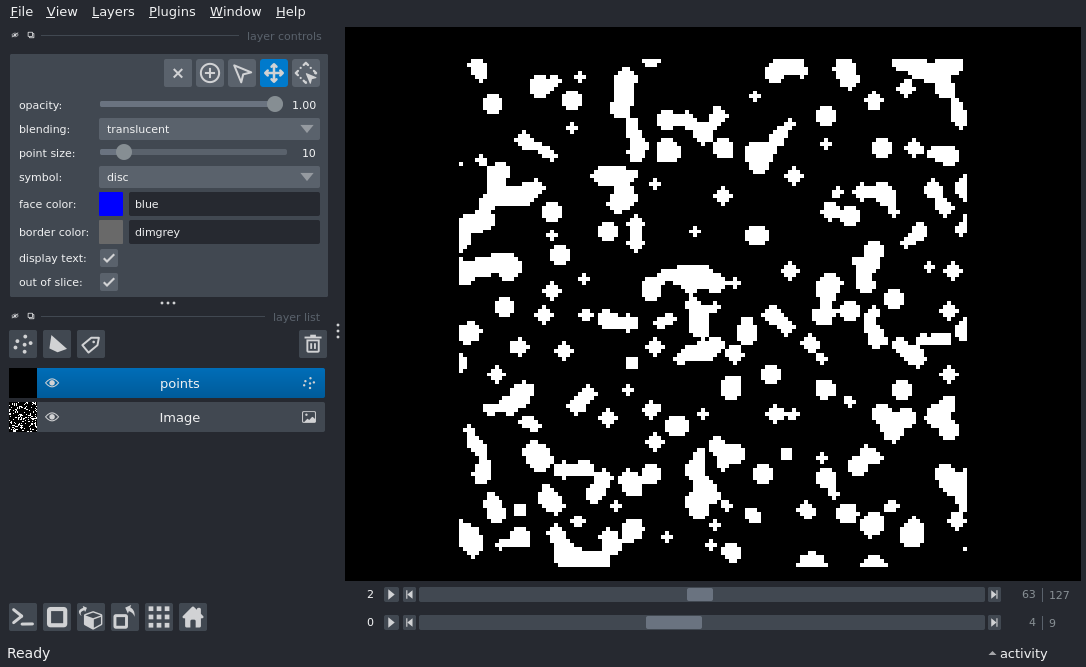 File View Layers Plugins Window Help
layer controls
opacity: 1.00
blending: translucent
point size: 10
symbol: disc
face color: blue
border color: dimgrey
display text:
out of slice:
layer list
points
Image
2 63 127
0 4 9
Ready activity